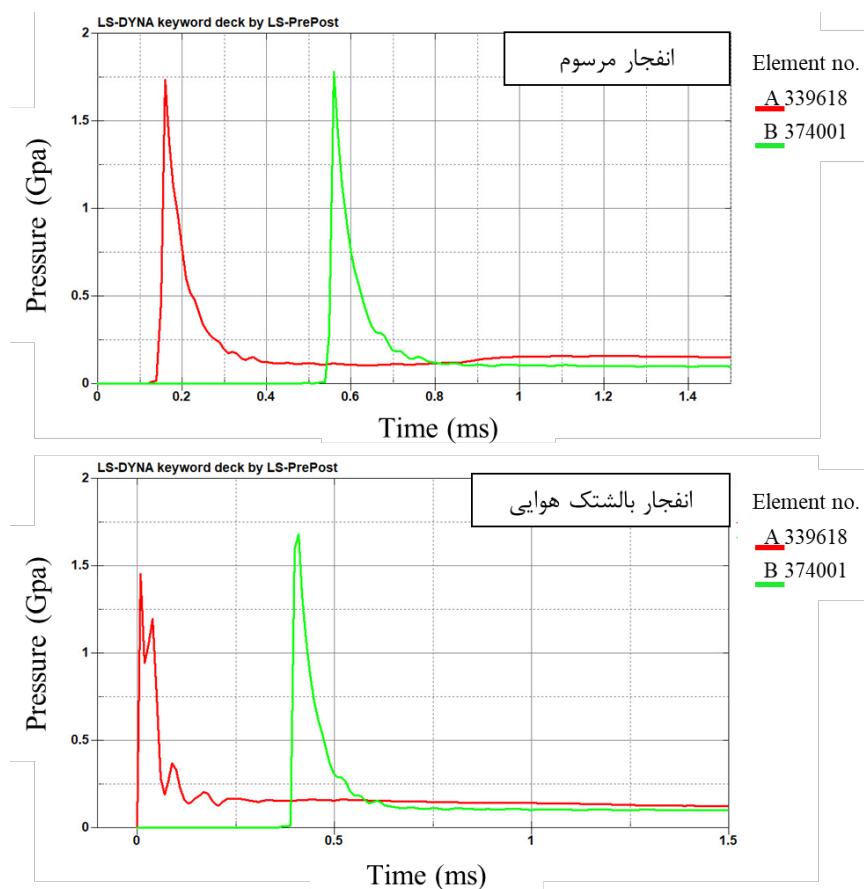 LS-DYNA keyword deck by LS-PrePost
انفجار مرسوم
Element no.
A 339618
B 374001
Pressure (Gpa)
2
1.5
1
0.5
0
0 0.2 0.4 0.6 0.8 1 1.2 1.4
Time (ms)
LS-DYNA keyword deck by LS-PrePost
انفجار بالشتک هوایی
Element no.
A 339618
B 374001
Pressure (Gpa)
2
1.5
1
0.5
0
0 0.5 1 1.5
Time (ms)